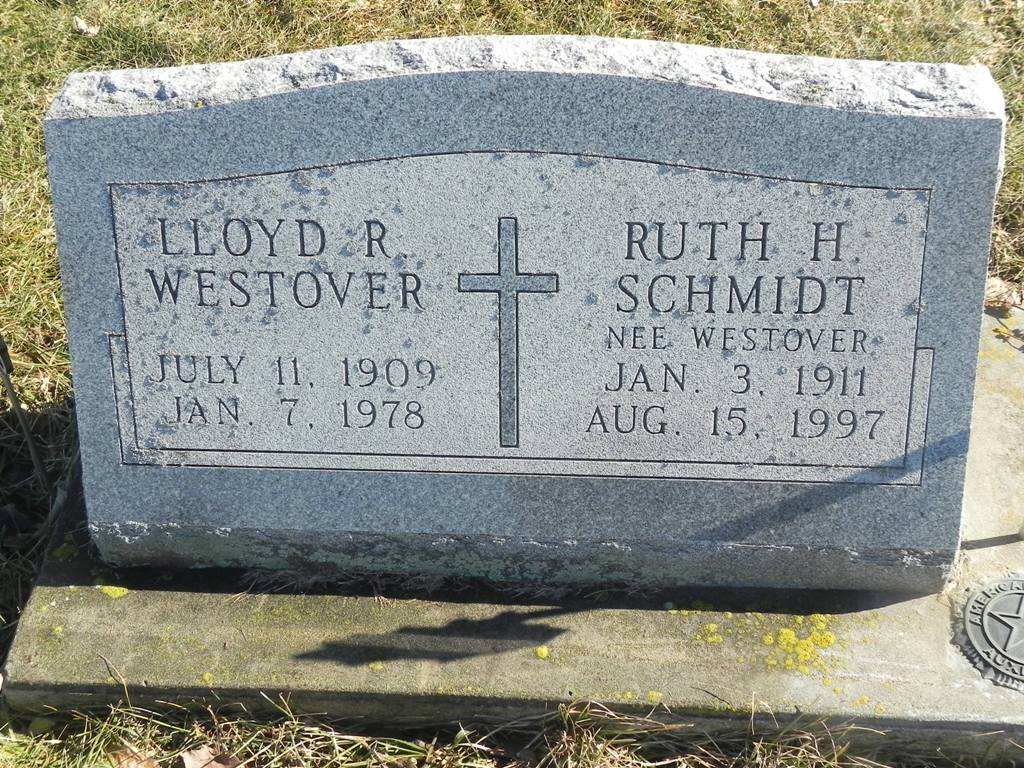 LLOYD R.
WESTOVER
JULY 11, 1909
JAN. 7, 1978
RUTH H.
SCHMIDT
NEE WESTOVER
JAN. 3, 1911
AUG. 15, 1997